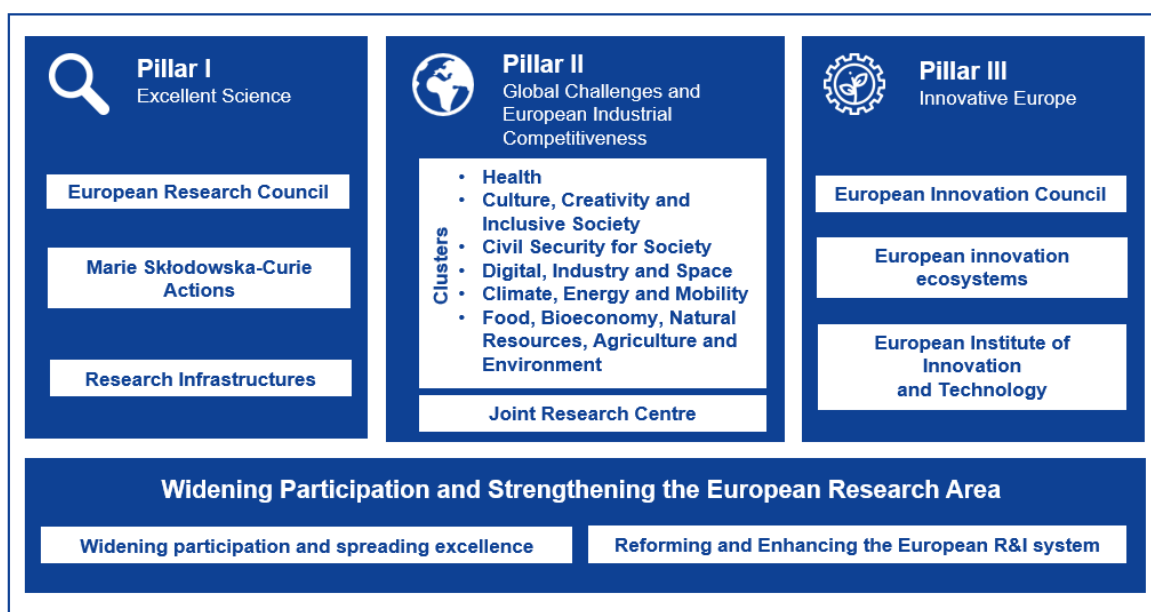 Pillar I
Excellent Science
European Research Council
Marie Skłodowska-Curie
Actions
Research Infrastructures
Pillar II
Global Challenges and
European Industrial
Competitiveness
Clusters
• Health
• Culture, Creativity and
Inclusive Society
• Civil Security for Society
• Digital, Industry and Space
• Climate, Energy and Mobility
• Food, Bioeconomy, Natural
Resources, Agriculture and
Environment
Joint Research Centre
Pillar III
Innovative Europe
European Innovation Council
European innovation
ecosystems
European Institute of
Innovation
and Technology
Widening Participation and Strengthening the European Research Area
Widening participation and spreading excellence
Reforming and Enhancing the European R&I system